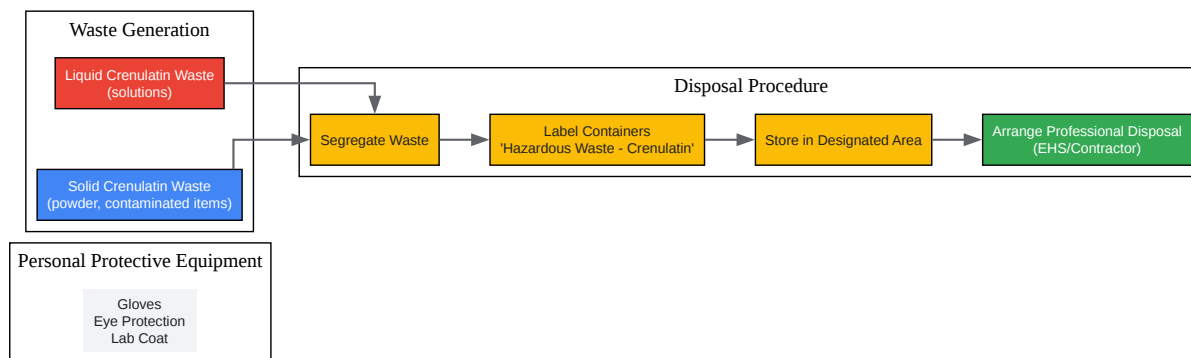 Waste Generation
Liquid Crenulatin Waste
(solutions)
Solid Crenulatin Waste
(powder, contaminated items)
Disposal Procedure
Segregate Waste
Label Containers
'Hazardous Waste - Crenulatin'
Store in Designated Area
Arrange Professional Disposal
(EHS/Contractor)
Personal Protective Equipment
Gloves
Eye Protection
Lab Coat